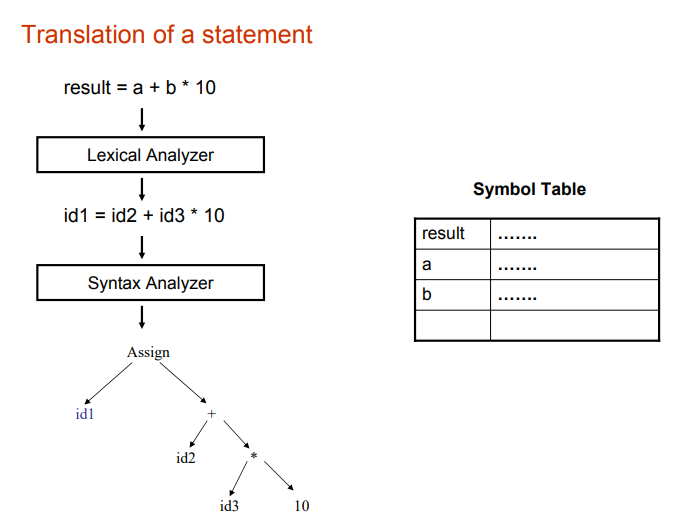 Translation of a statement
result = a + b * 10
Lexical Analyzer
id1 = id2 + id3 * 10
Syntax Analyzer
Assign
id1
+
id2
*
id3
10
Symbol Table
result .......
a .......
b .......